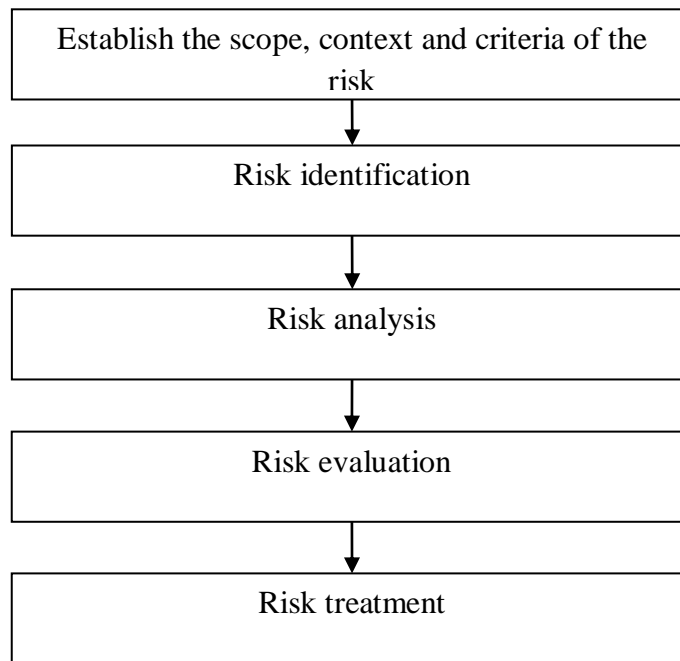 Establish the scope, context and criteria of the
risk
Risk identification
Risk analysis
Risk evaluation
Risk treatment